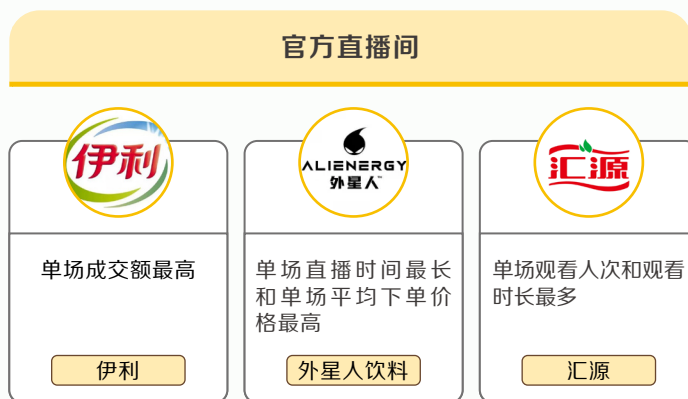 官方直播间
伊利
ALIENERGY
外星人
汇源
单场成交额最高
单场直播时间最长
和单场平均下单价
格最高
单场观看人次和观看
时长最多
伊利
外星人饮料
汇源